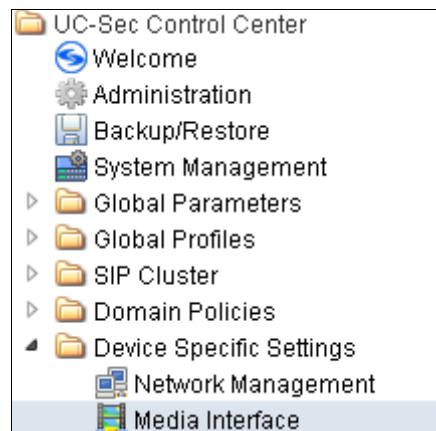 UC-Sec Control Center
Welcome
Administration
Backup/Restore
System Management
Global Parameters
Global Profiles
SIP Cluster
Domain Policies
Device Specific Settings
Network Management
Media Interface